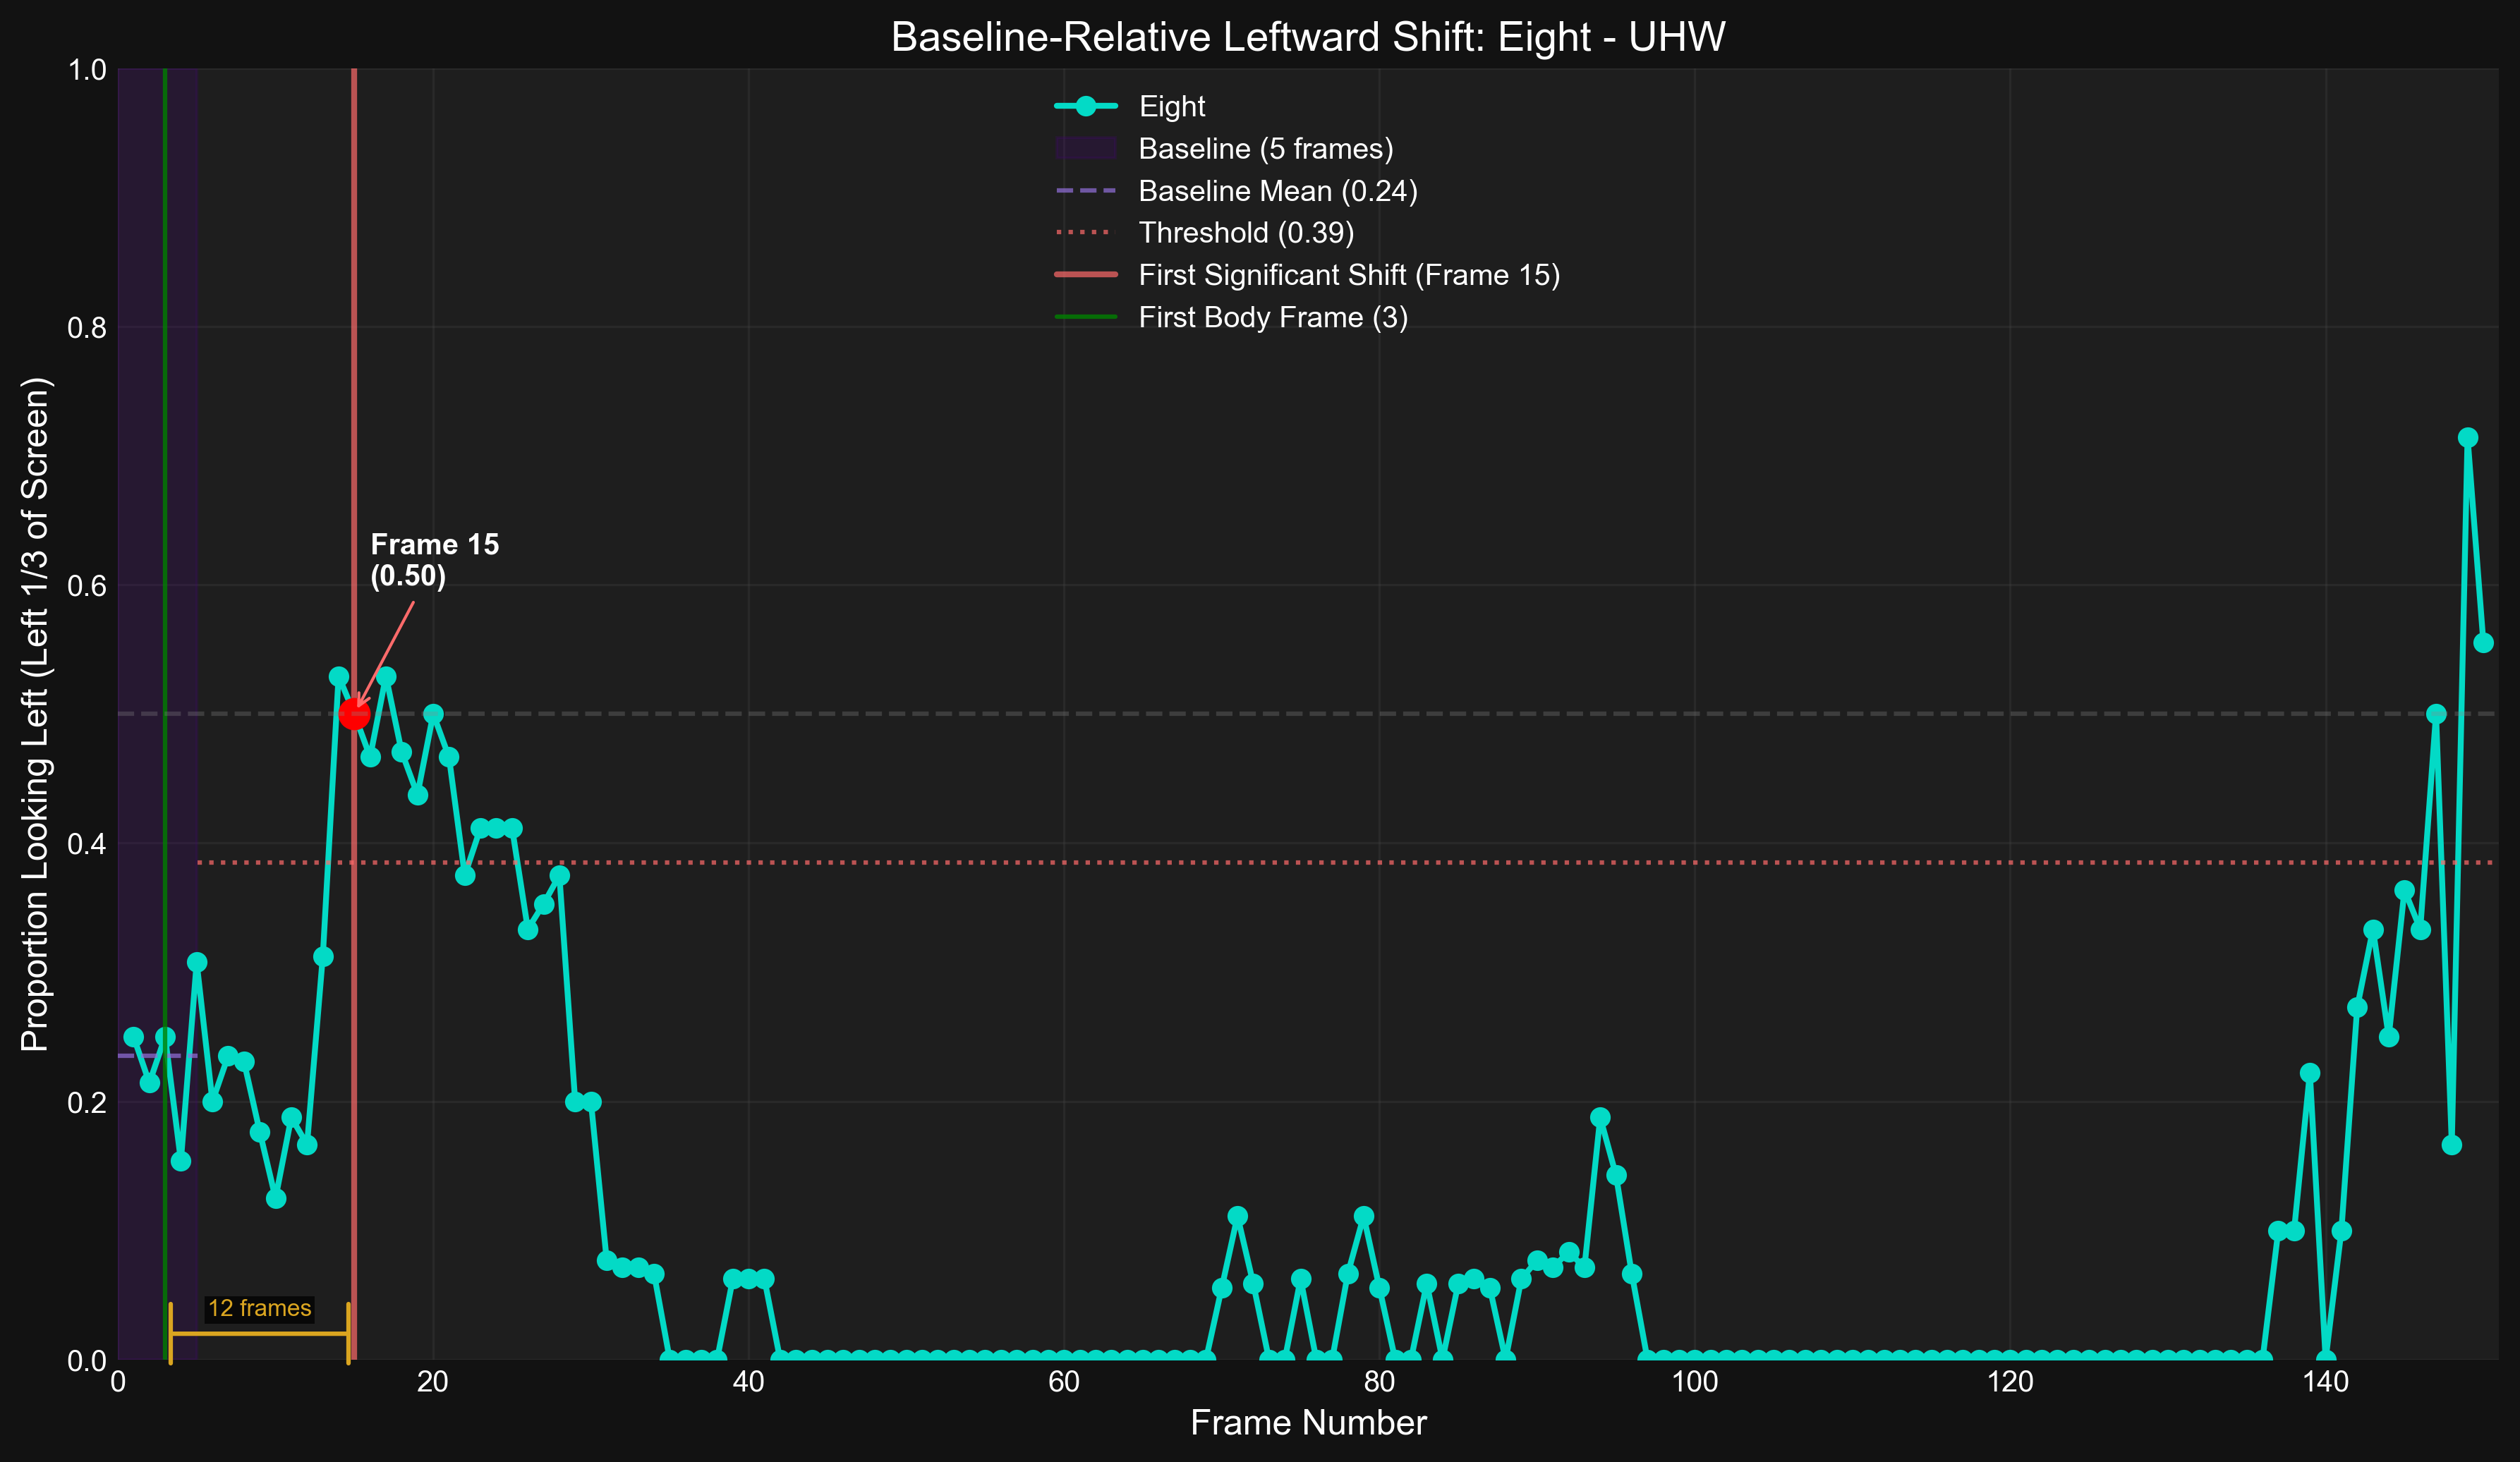 Baseline-Relative Leftward Shift: Eight - UHW
Eight
Baseline (5 frames)
Baseline Mean (0.24)
Threshold (0.39)
First Significant Shift (Frame 15)
First Body Frame (3)
Proportion Looking Left (Left 1/3 of Screen)
1.0
0.8
0.6
0.4
0.2
0.0
Frame 15
(0.50)
12 frames
0
20
40
60
80
100
120
140
Frame Number